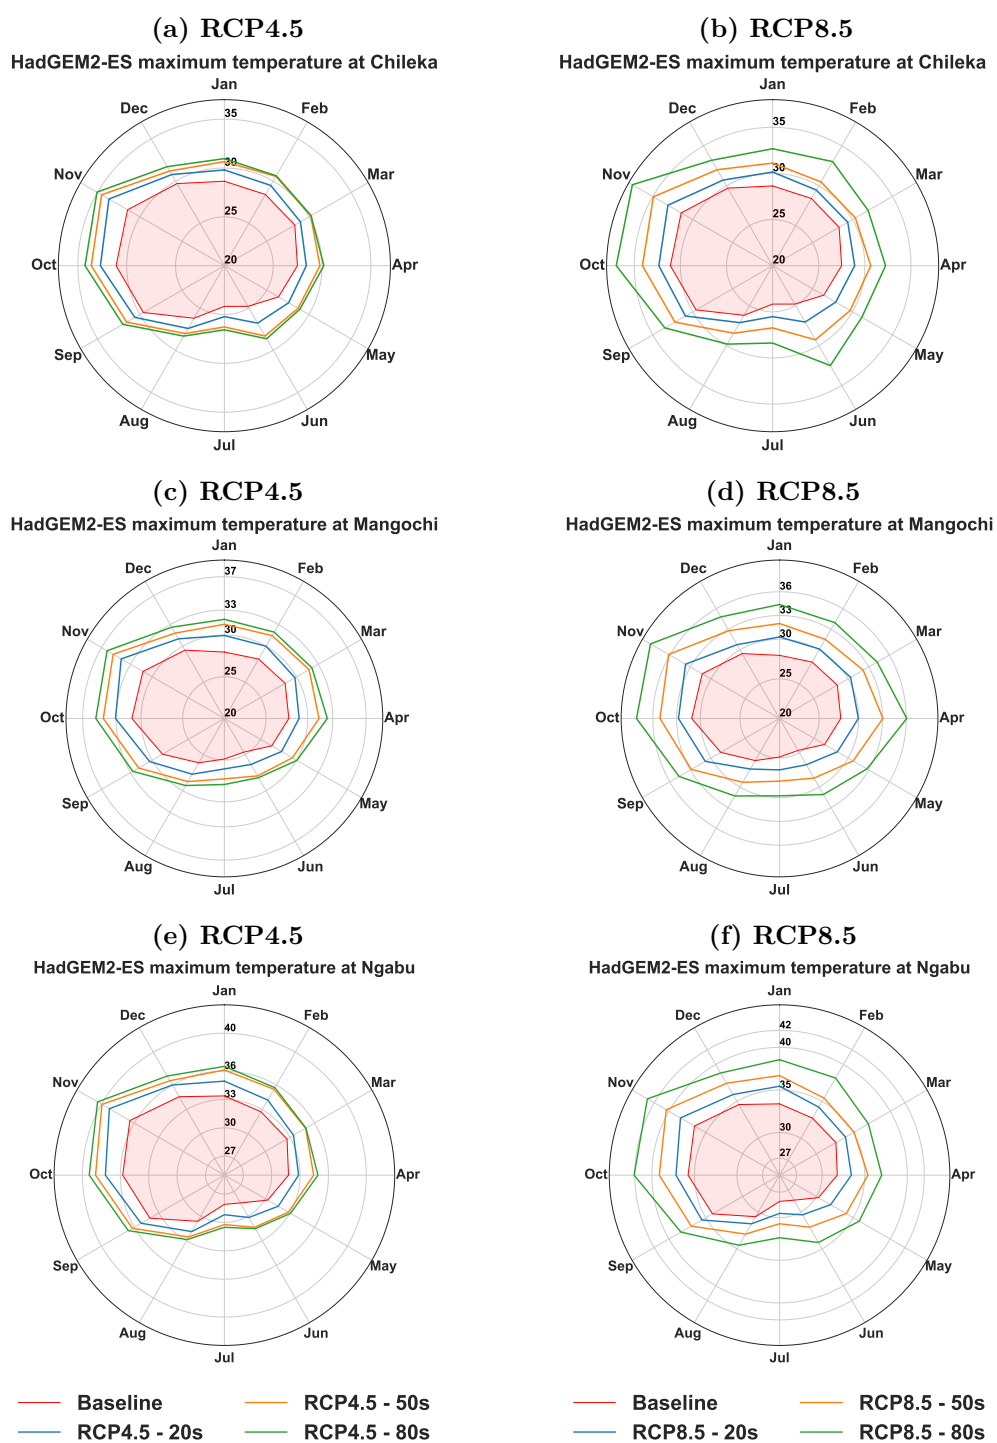 (a) RCP4.5
HadGEM2-ES maximum temperature at Chileka
Jan
Feb
Mar
Apr
May
Jun
Jul
Aug
Sep
Oct
Nov
Dec
35
30
25
20
(b) RCP8.5
HadGEM2-ES maximum temperature at Chileka
Jan
Feb
Mar
Apr
May
Jun
Jul
Aug
Sep
Oct
Nov
Dec
35
30
25
20
(c) RCP4.5
HadGEM2-ES maximum temperature at Mangochi
Jan
Feb
Mar
Apr
May
Jun
Jul
Aug
Sep
Oct
Nov
Dec
37
33
30
25
20
(d) RCP8.5
HadGEM2-ES maximum temperature at Mangochi
Jan
Feb
Mar
Apr
May
Jun
Jul
Aug
Sep
Oct
Nov
Dec
36
33
30
25
20
(e) RCP4.5
HadGEM2-ES maximum temperature at Ngabu
Jan
Feb
Mar
Apr
May
Jun
Jul
Aug
Sep
Oct
Nov
Dec
40
36
33
30
27
(f) RCP8.5
HadGEM2-ES maximum temperature at Ngabu
Jan
Feb
Mar
Apr
May
Jun
Jul
Aug
Sep
Oct
Nov
Dec
42
40
35
30
27
Baseline
RCP4.5 - 20s
RCP4.5 - 50s
RCP4.5 - 80s
Baseline
RCP8.5 - 20s
RCP8.5 - 50s
RCP8.5 - 80s